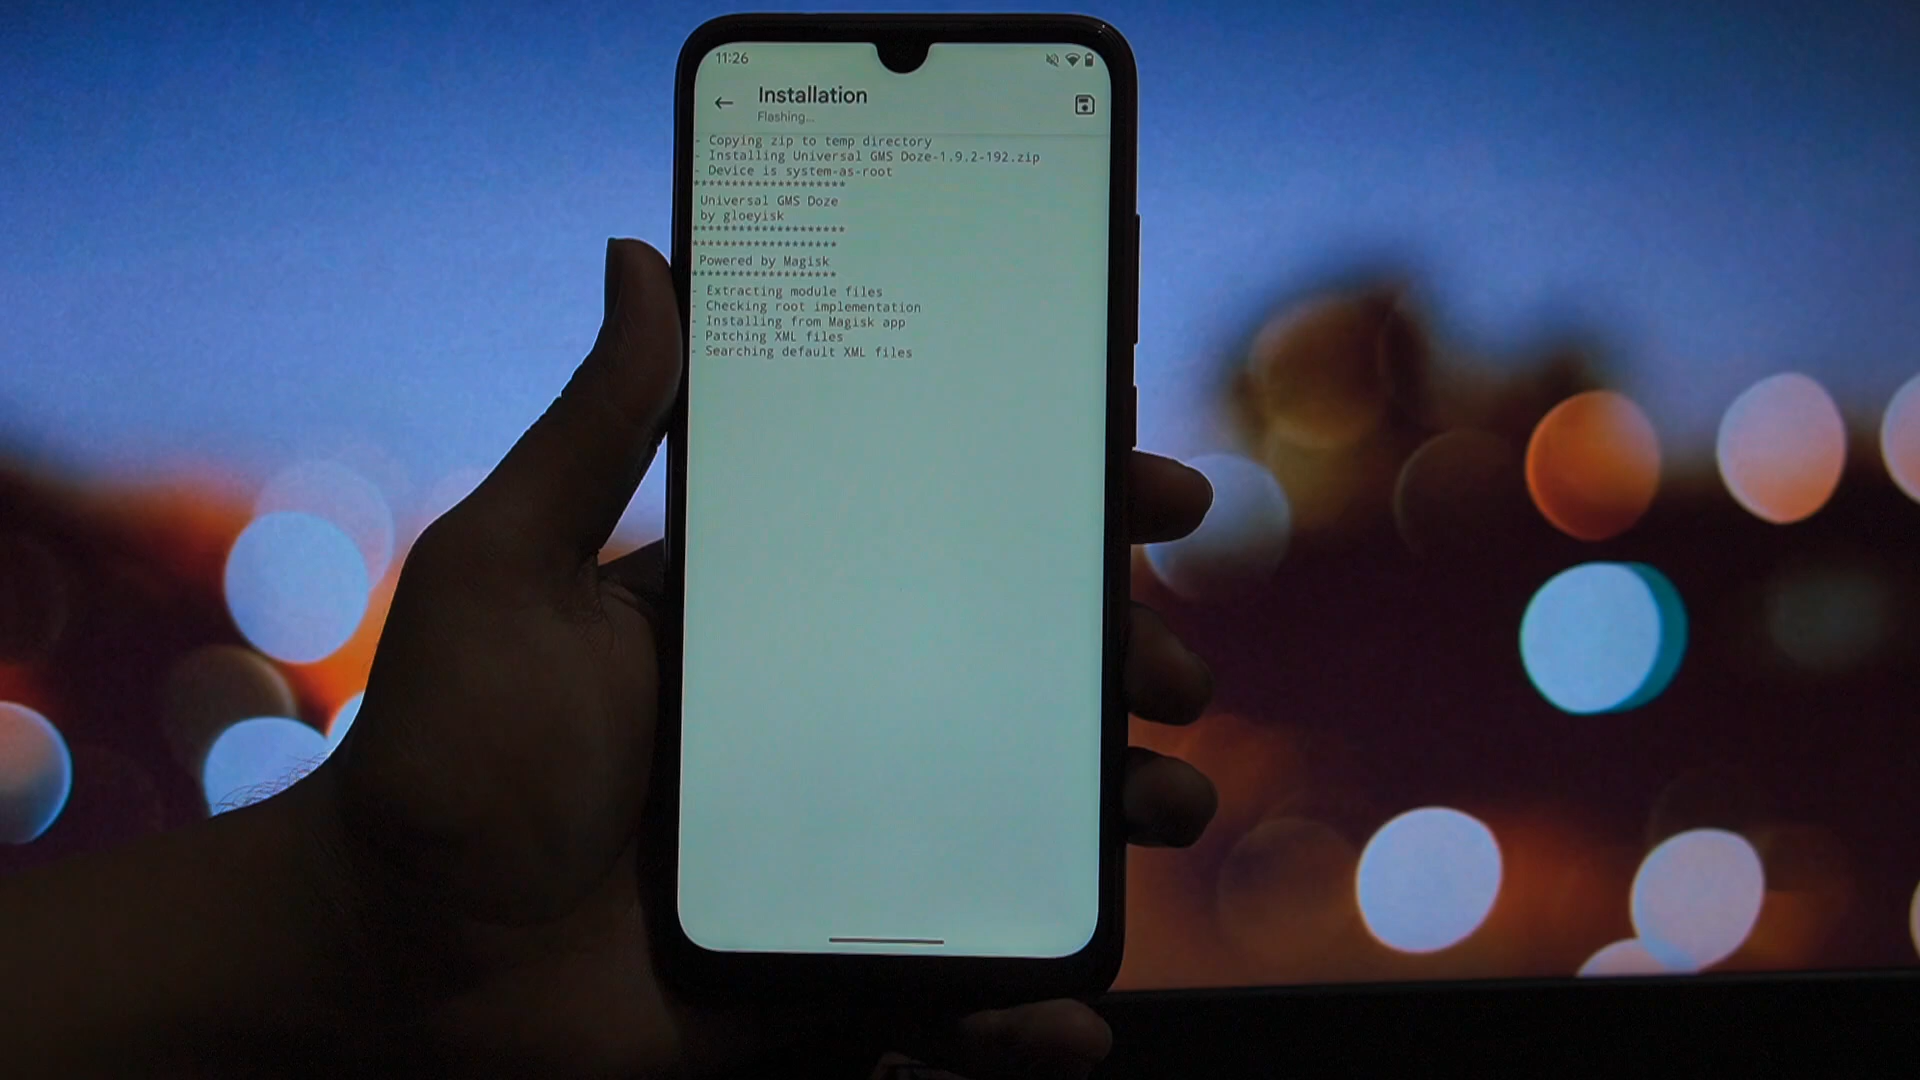 11:26
Installation
Flashing...
- Copying zip to temp directory
- Installing Universal GMS Doze-1.9.2-192.zip
- Device is system-as-root
********************
Universal GMS Doze
by gloeyisk
********************
*******************
Powered by Magisk
*******************
- Extracting module files
- Checking root implementation
- Installing from Magisk app
- Patching XML files
- Searching default XML files